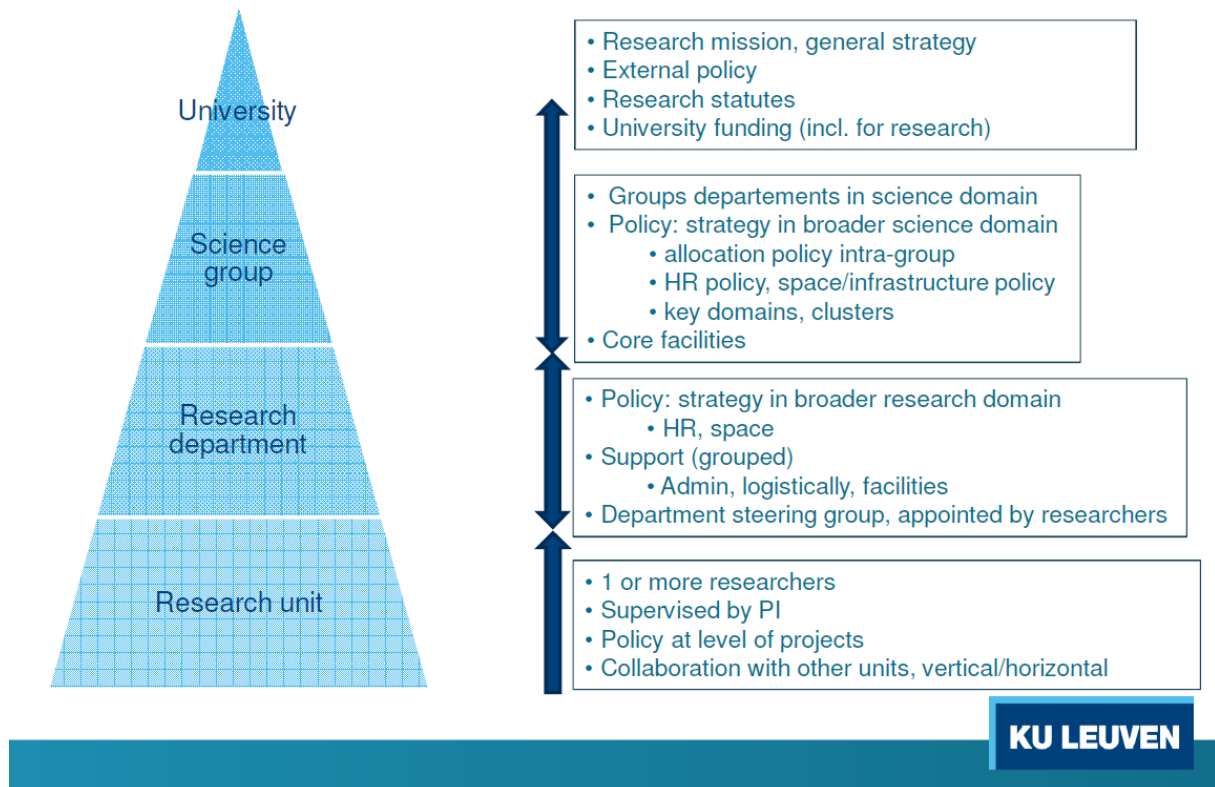 University
Science
group
Research
department
Research unit
• Research mission, general strategy
• External policy
• Research statutes
• University funding (incl. for research)
• Groups departements in science domain
• Policy: strategy in broader science domain
• allocation policy intra-group
• HR policy, space/infrastructure policy
• key domains, clusters
• Core facilities
• Policy: strategy in broader research domain
• HR, space
• Support (grouped)
• Admin, logistically, facilities
• Department steering group, appointed by researchers
• 1 or more researchers
• Supervised by PI
• Policy at level of projects
• Collaboration with other units, vertical/horizontal
KU LEUVEN